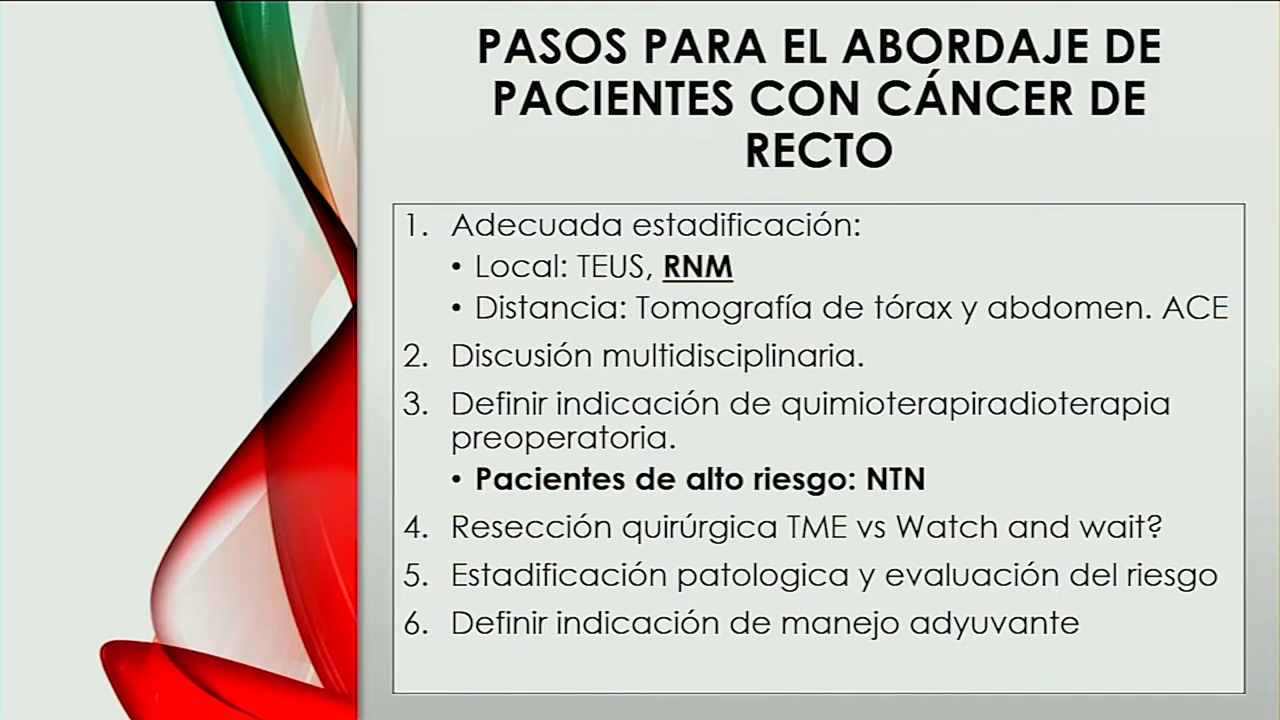 PASOS PARA EL ABORDAJE DE
PACIENTES CON CÁNCER DE
RECTO
1. Adecuada estadificación:
• Local: TEUS, RNM
• Distancia: Tomografía de tórax y abdomen. ACE
2. Discusión multidisciplinaria.
3. Definir indicación de quimioterapiradioterapia
preoperatoria.
• Pacientes de alto riesgo: NTN
4. Resección quirúrgica TME vs Watch and wait?
5. Estadificación patologica y evaluación del riesgo
6. Definir indicación de manejo adyuvante